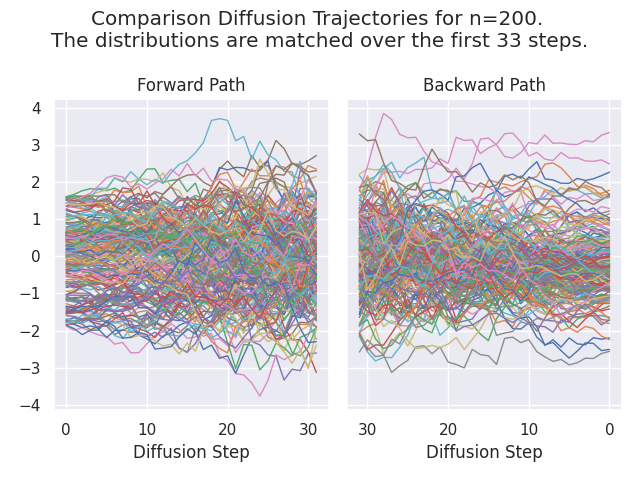 Comparison Diffusion Trajectories for n=200.
The distributions are matched over the first 33 steps.
Forward Path
Backward Path
4
3
2
1
0
−1
−2
−3
−4
0 10 20 30
30 20 10 0
Diffusion Step
Diffusion Step